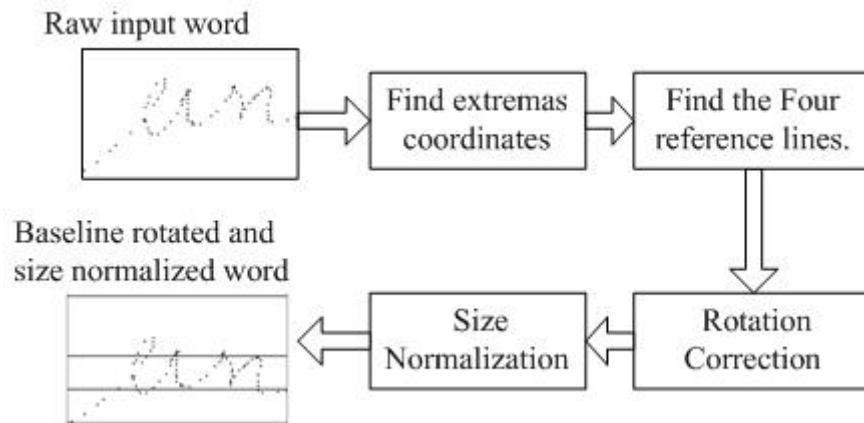 Raw input word
Find extremas
coordinates
Find the Four
reference lines.
Rotation
Correction
Size
Normalization
Baseline rotated and
size normalized word